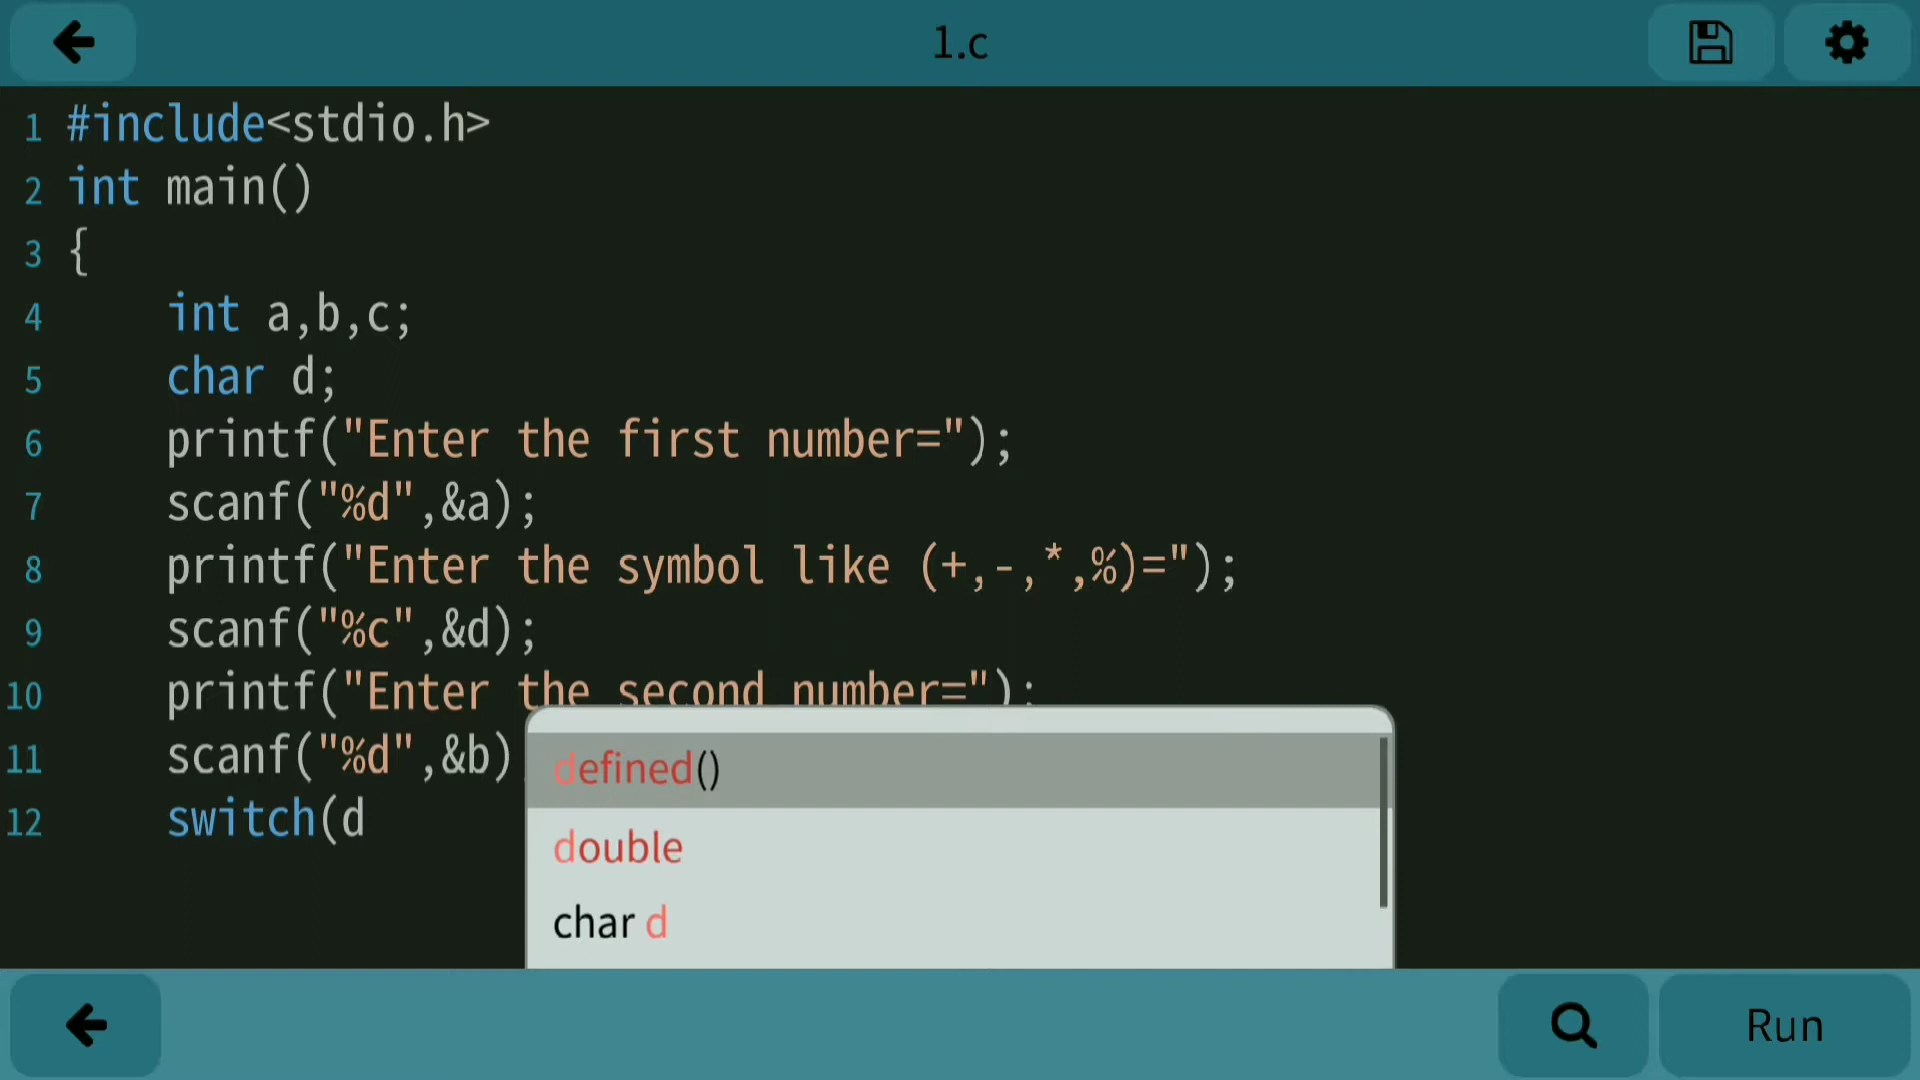 1.c
1 #include<stdio.h>
2 int main()
3 {
4 int a,b,c;
5 char d;
6 printf("Enter the first number=");
7 scanf("%d",&a);
8 printf("Enter the symbol like (+,-,*,%)=");
9 scanf("%c",&d);
10 printf("Enter the second number=");
11 scanf("%d",&b)
12 switch(d
defined()
double
char d
Run